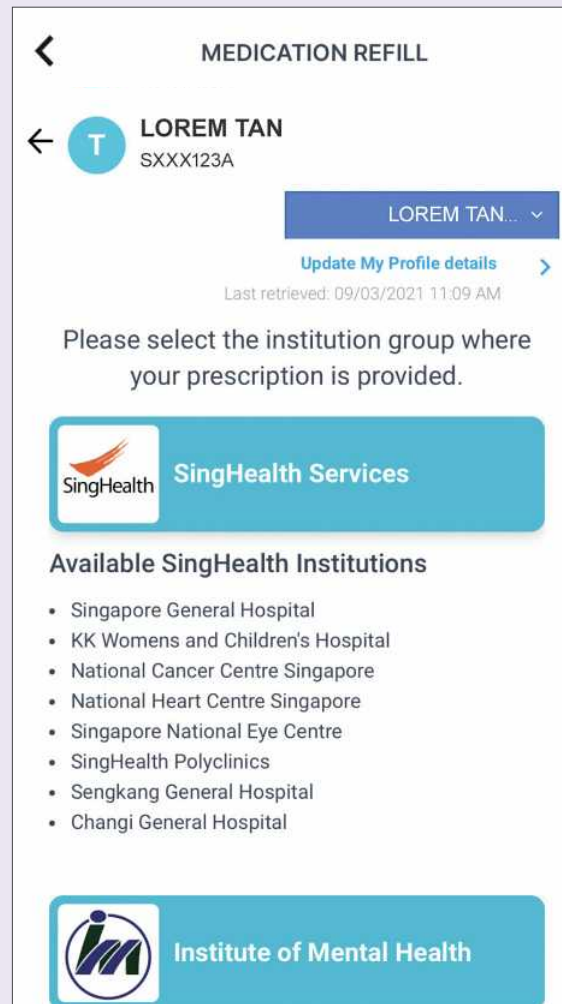 MEDICATION REFILL
LOREM TAN
T
SXXX123A
LOREM TAN...
Update My Profile details
Last retrieved: 09/03/2021 11:09 AM
Please select the institution group where
your prescription is provided.
SingHealth
SingHealth Services
Available SingHealth Institutions
• Singapore General Hospital
• KK Womens and Children's Hospital
• National Cancer Centre Singapore
• National Heart Centre Singapore
• Singapore National Eye Centre
• SingHealth Polyclinics
• Sengkang General Hospital
• Changi General Hospital
im
Institute of Mental Health